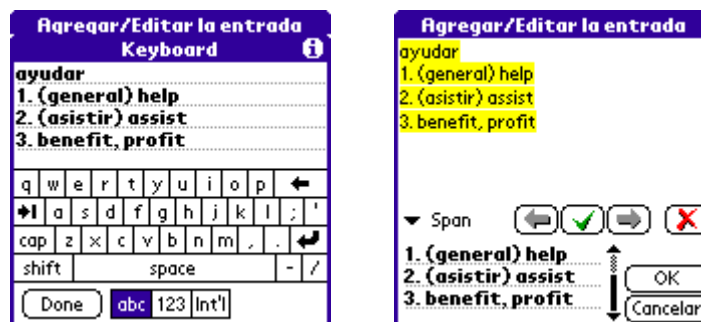 Agregar/Editar la entrada
Keyboard
i
ayudar
1. (general) help
2. (asistir) assist
3. benefit, profit
q w e r t y u i o p
a s d f g h j k l ; '
cap z x c v b n m , .
shift space - /
Done abc 123 Int'l
Agregar/Editar la entrada
ayudar
1. (general) help
2. (asistir) assist
3. benefit, profit
Span
1. (general) help
2. (asistir) assist
3. benefit, profit
OK
Cancelar